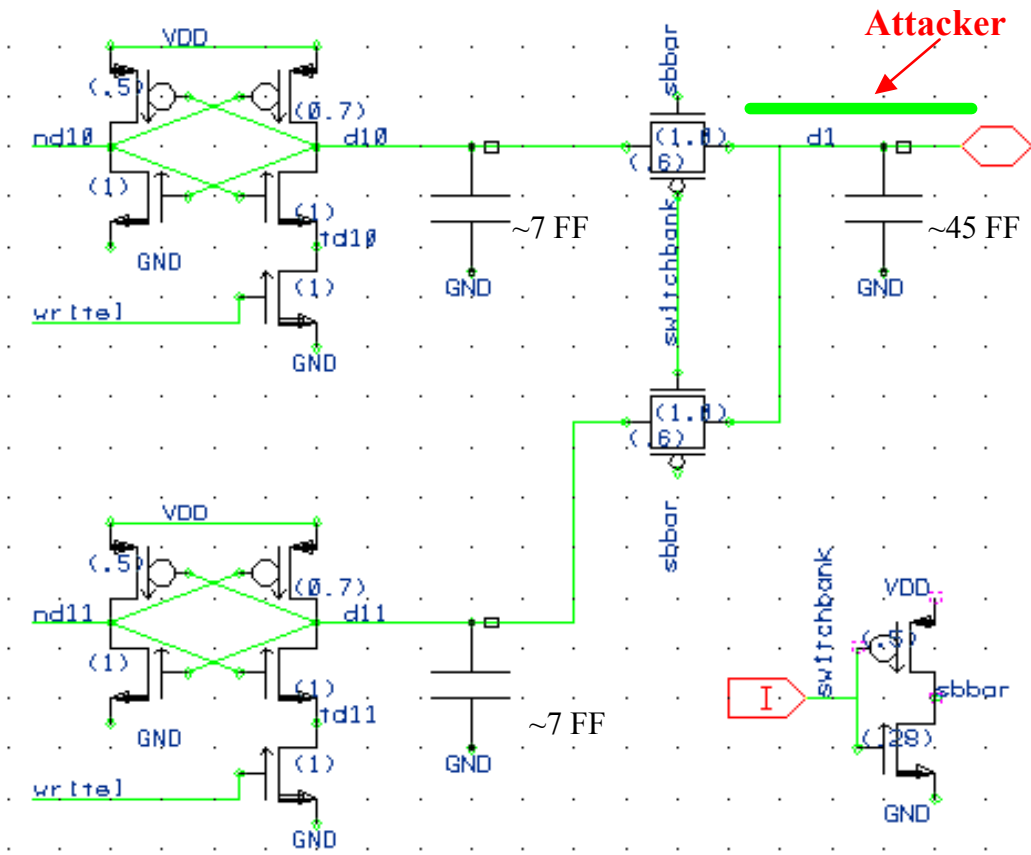 Attacker
VDD
sbbar
(.5)
(0.7)
nd10
d10
(1.0)
d1
(.6)
(1)
(1)
td10
~7 FF
~45 FF
GND
switchbank
(1)
GND
GND
writel
GND
(1.0)
(.6)
VDD
sbbar
(.5)
(0.7)
switchbank
nd11
d11
VDD
(.5)
(1)
(1)
I
sbbar
td11
~7 FF
(.28)
GND
(1)
GND
writel
GND
GND